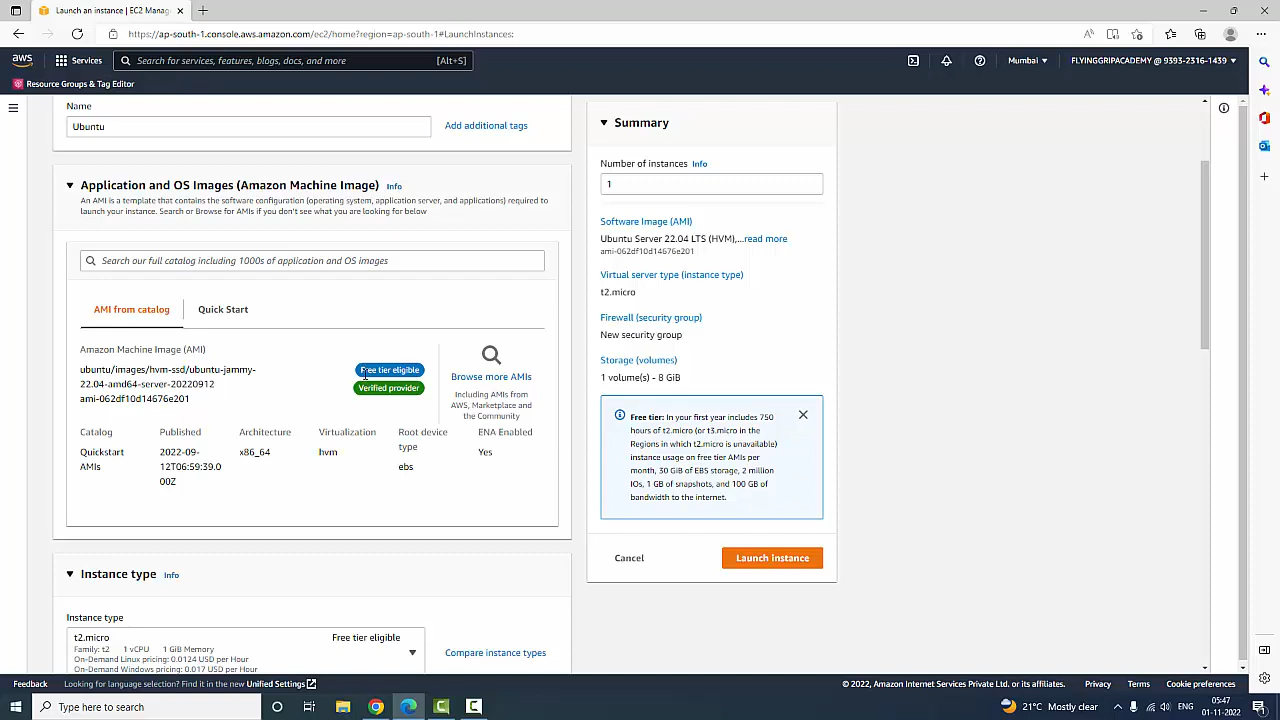 Launch an instance | EC2 Manag
https://ap-south-1.console.aws.amazon.com/ec2/home?region=ap-south-1#LaunchInstances:
aws
Services
Search for services, features, blogs, docs, and more
[Alt+S]
Mumbai
FLYINGGRIPACADEMY @ 9393-2316-1439
Resource Groups & Tag Editor
Name
Ubuntu
Add additional tags
Application and OS Images (Amazon Machine Image) Info
An AMI is a template that contains the software configuration (operating system, application server, and applications) required to
launch your instance. Search or Browse for AMIs if you don't see what you are looking for below
Search our full catalog including 1000s of application and OS images
AMI from catalog
Quick Start
Amazon Machine Image (AMI)
ubuntu/images/hvm-ssd/ubuntu-jammy-
22.04-amd64-server-20220912
ami-062df10d14676e201
Free tier eligible
Verified provider
Browse more AMIs
Including AMIs from
AWS, Marketplace and
the Community
Catalog
Published
Architecture
Virtualization
Root device
type
ENA Enabled
Quickstart
AMIs
2022-09-
12T06:59:39.0
00Z
x86_64
hvm
ebs
Yes
Instance type Info
Instance type
t2.micro
Free tier eligible
Family: t2 1 vCPU 1 GiB Memory
On-Demand Linux pricing: 0.0124 USD per Hour
On-Demand Windows pricing: 0.017 USD per Hour
Compare instance types
Summary
Number of instances Info
1
Software Image (AMI)
Ubuntu Server 22.04 LTS (HVM),...read more
ami-062df10d14676e201
Virtual server type (instance type)
t2.micro
Firewall (security group)
New security group
Storage (volumes)
1 volume(s) - 8 GiB
Free tier: In your first year includes 750
hours of t2.micro (or t3.micro in the
Regions in which t2.micro is unavailable)
instance usage on free tier AMIs per
month, 30 GiB of EBS storage, 2 million
IOs, 1 GB of snapshots, and 100 GB of
bandwidth to the internet.
Cancel
Launch instance
Feedback
Looking for language selection? Find it in the new Unified Settings
© 2022, Amazon Internet Services Private Ltd. or its affiliates.
Privacy
Terms
Cookie preferences
Type here to search
21°C Mostly clear
ENG
05:47
01-11-2022